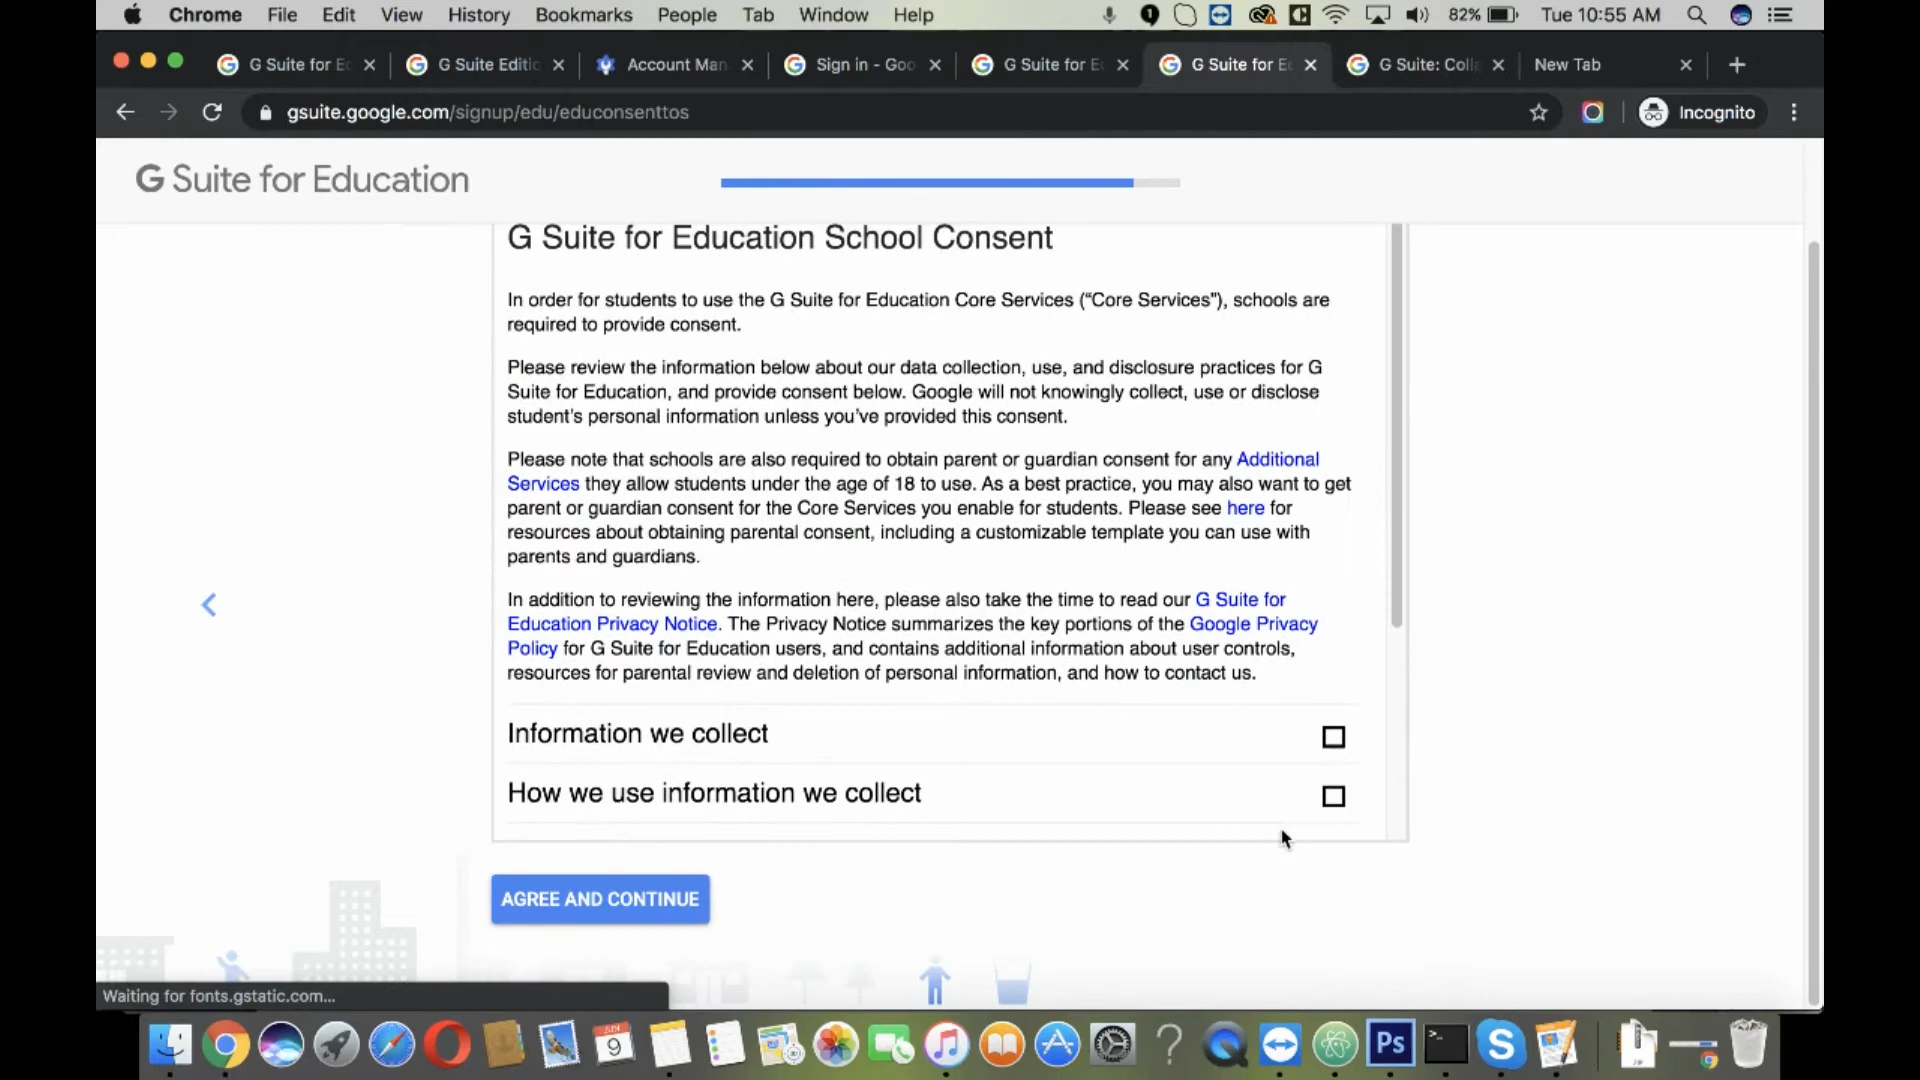 Chrome File Edit View History Bookmarks People Tab Window Help 82% Tue 10:55 AM
G Suite for E G Suite Editio Account Man Sign in - Goo G Suite for E G Suite for E G Suite: Colla New Tab
gsuite.google.com/signup/edu/educonsenttos Incognito
G Suite for Education
G Suite for Education School Consent
In order for students to use the G Suite for Education Core Services (“Core Services”), schools are
required to provide consent.
Please review the information below about our data collection, use, and disclosure practices for G
Suite for Education, and provide consent below. Google will not knowingly collect, use or disclose
student’s personal information unless you’ve provided this consent.
Please note that schools are also required to obtain parent or guardian consent for any Additional
Services they allow students under the age of 18 to use. As a best practice, you may also want to get
parent or guardian consent for the Core Services you enable for students. Please see here for
resources about obtaining parental consent, including a customizable template you can use with
parents and guardians.
In addition to reviewing the information here, please also take the time to read our G Suite for
Education Privacy Notice. The Privacy Notice summarizes the key portions of the Google Privacy
Policy for G Suite for Education users, and contains additional information about user controls,
resources for parental review and deletion of personal information, and how to contact us.
Information we collect
How we use information we collect
AGREE AND CONTINUE
Waiting for fonts.gstatic.com...
9
Ps